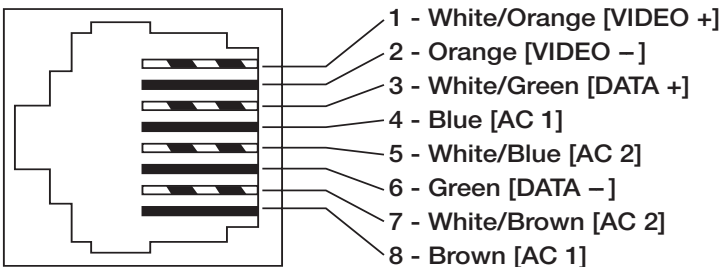 1 - White/Orange [VIDEO +]
2 - Orange [VIDEO −]
3 - White/Green [DATA +]
4 - Blue [AC 1]
5 - White/Blue [AC 2]
6 - Green [DATA −]
7 - White/Brown [AC 2]
8 - Brown [AC 1]